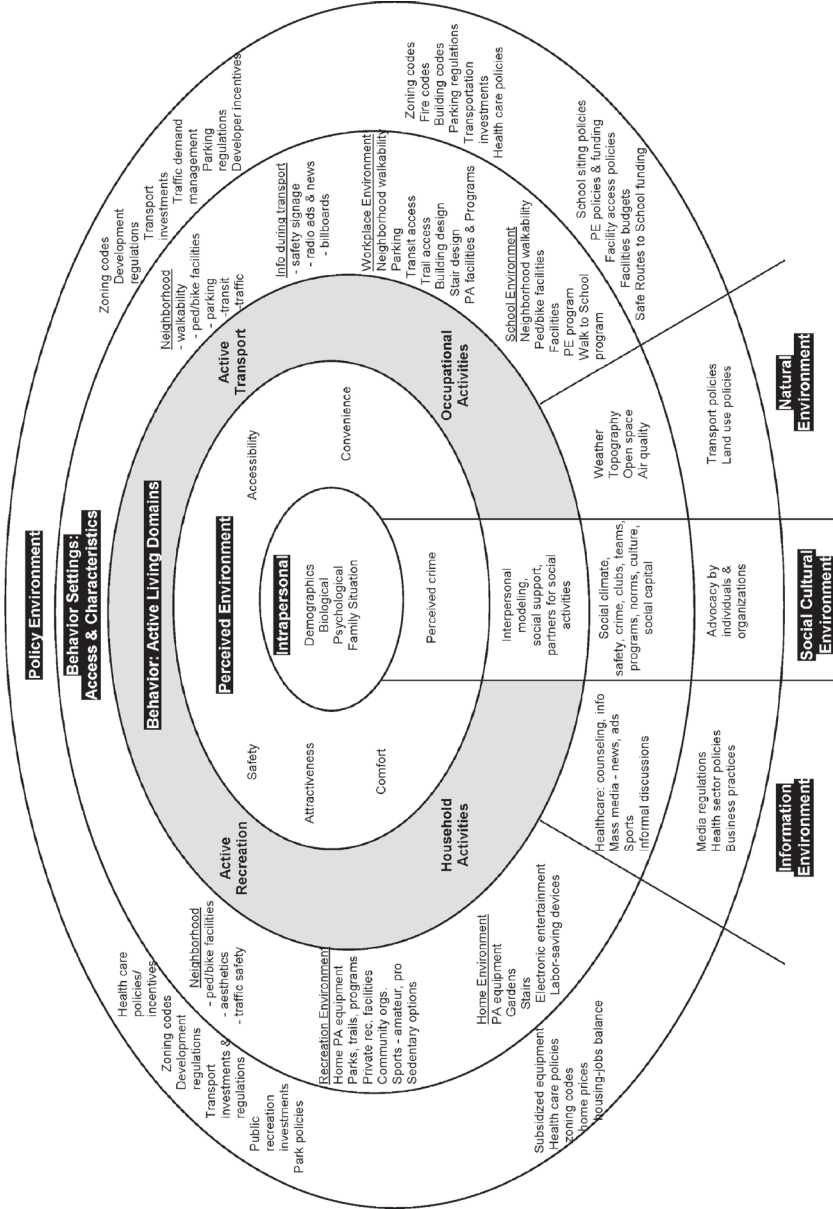 Policy Environment
Behavior Settings:
Access & Characteristics
Behavior: Active Living Domains
Perceived Environment
Intrapersonal
Demographics
Biological
Psychological
Family Situation
Safety
Attractiveness
Comfort
Accessibility
Convenience
Perceived crime
Active
Recreation
Active
Transport
Household
Activities
Occupational
Activities
Interpersonal
modeling,
social support,
partners for social
activities
Health care
policies/
incentives
Zoning codes
Development
regulations
Transport
investments &
regulations
Public
recreation
investments
Park policies
Neighborhood
- ped/bike facilities
- aesthetics
- traffic safety
Recreation Environment
Home PA equipment
Parks, trails, programs
Private rec. facilities
Community orgs.
Sports - amateur, pro
Sedentary options
Home Environment
PA equipment
Gardens
Stairs
Electronic entertainment
Labor-saving devices
Subsidized equipment
Health care policies
zoning codes
home prices
housing-jobs balance
Zoning codes
Development
regulations
Transport
investments
Traffic demand
management
Parking
regulations
Developer incentives
Neighborhood
- walkability
- ped/bike facilities
- parking
-transit
-traffic
Info during transport
- safety signage
- radio ads & news
- billboards
Workplace Environment
Neighborhood walkability
Parking
Transit access
Trail access
Building design
Stair design
PA facilities & Programs
Zoning codes
Fire codes
Building codes
Parking regulations
Transportation
investments
Health care policies
School Environment
Neighborhood walkability
Ped/bike facilities
Facilities
PE program
Walk to School
program
School siting policies
PE policies & funding
Facility access policies
Facilities budgets
Safe Routes to School funding
Healthcare: counseling, info
Mass media - news, ads
Sports
Informal discussions
Media regulations
Health sector policies
Business practices
Information
Environment
Social climate,
safety, crime, clubs, teams,
programs, norms, culture,
social capital
Advocacy by
individuals &
organizations
Social Cultural
Environment
Weather
Topography
Open space
Air quality
Transport policies
Land use policies
Natural
Environment